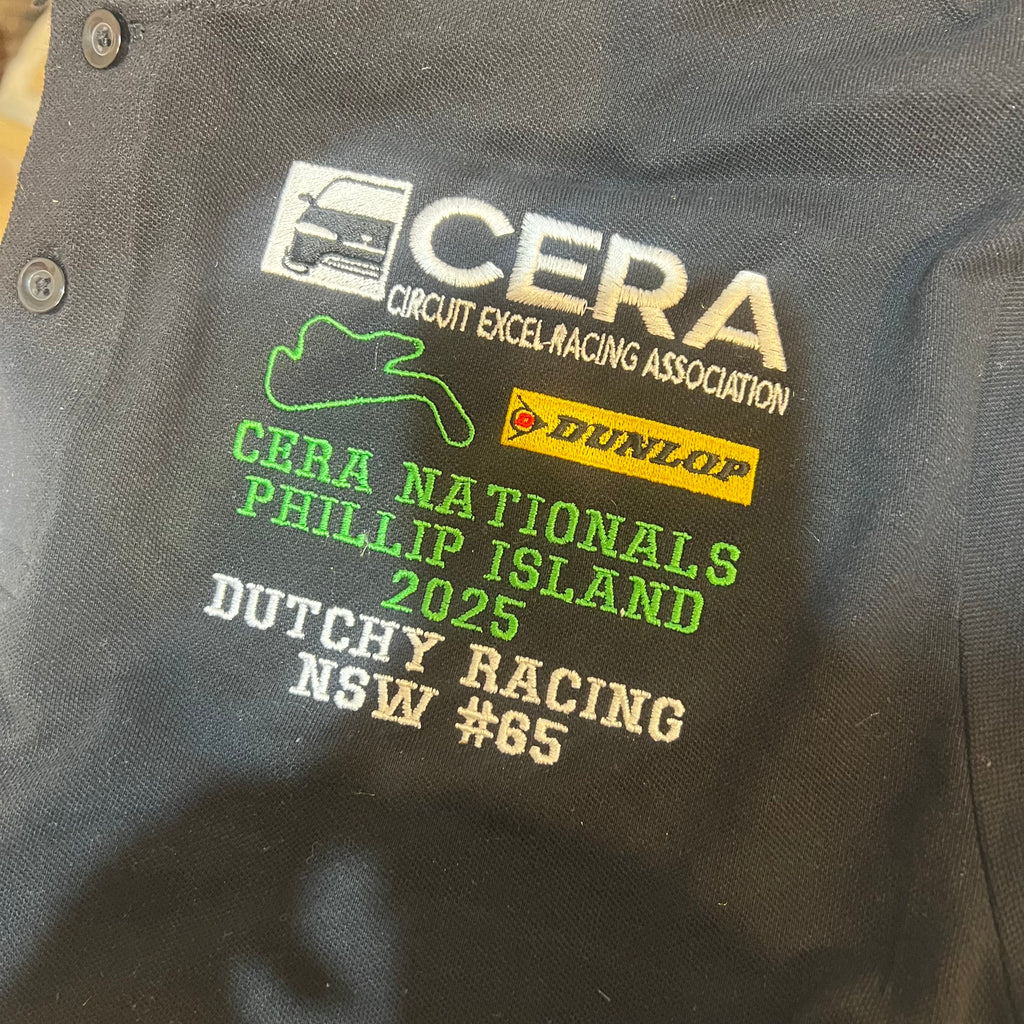 CERA
CIRCUIT EXCEL-RACING ASSOCIATION
DUNLOP
CERA NATIONALS
PHILLIP ISLAND
2025
DUTCHY RACING
NSW #65